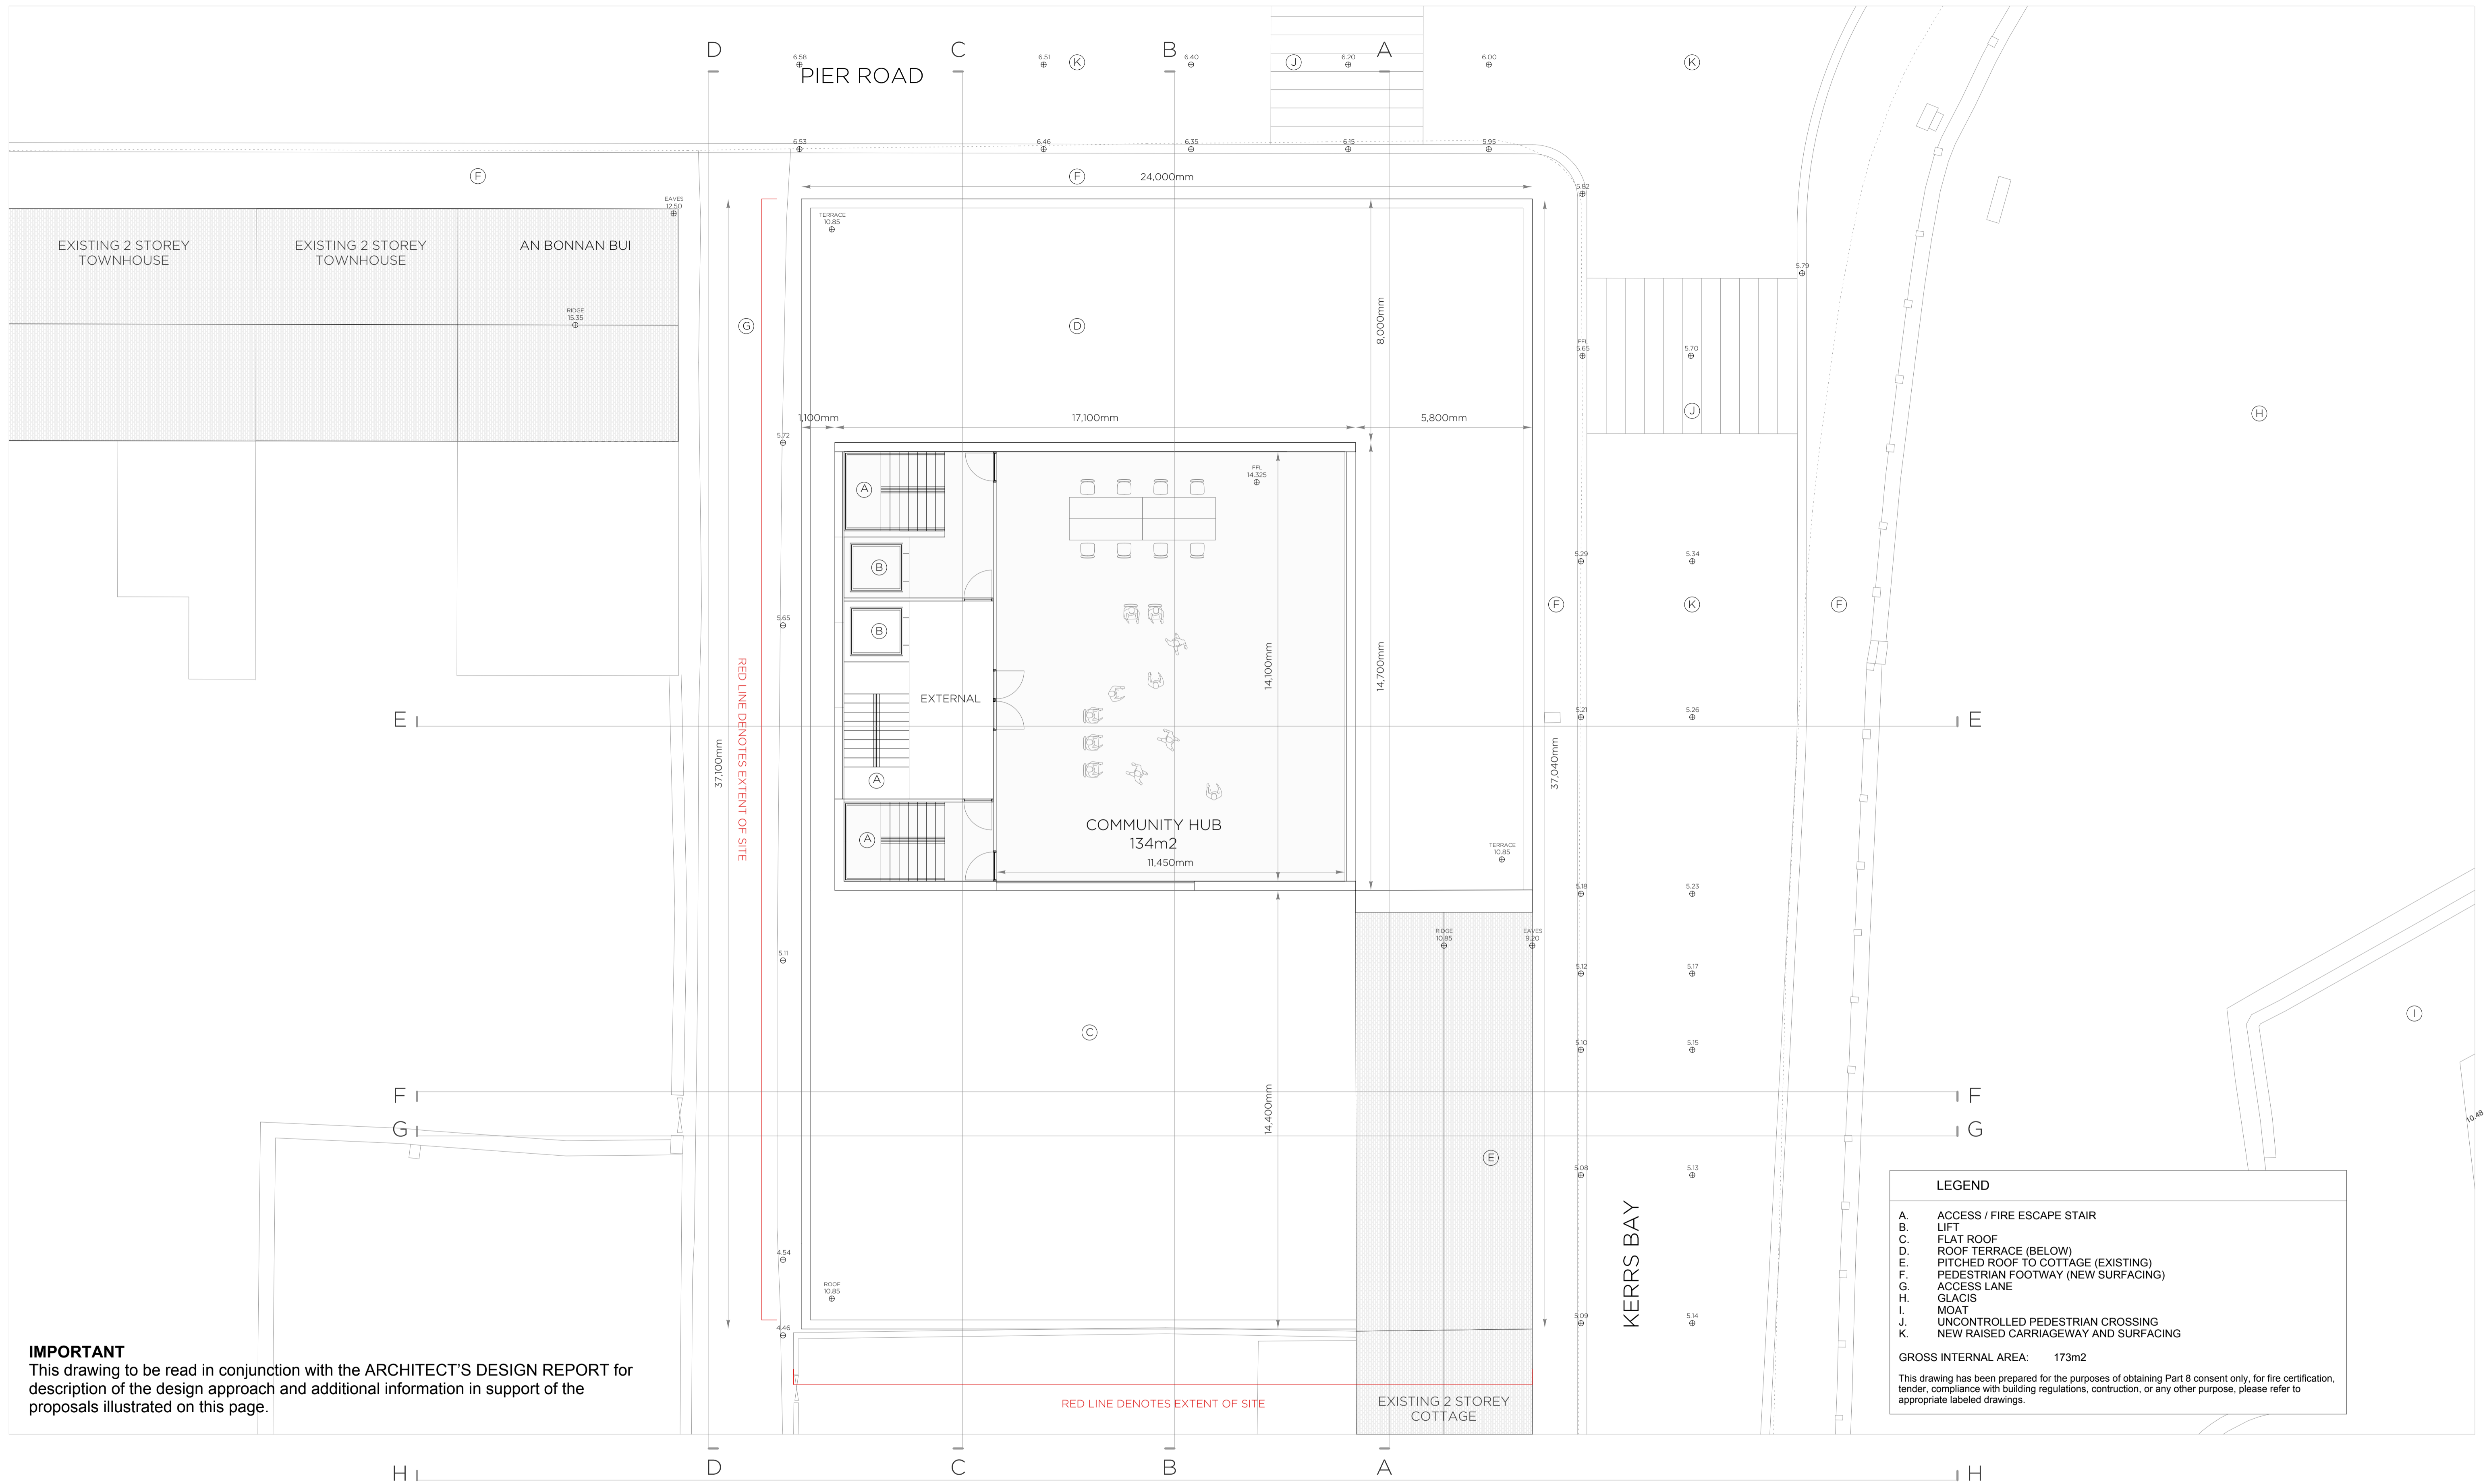 D
C
B
A
PIER ROAD
6.58
6.51
K
6.40
J
6.20
6.00
K
6.53
6.46
6.35
6.15
5.95
F
F
24,000mm
5.82
EAVES
12.50
TERRACE
10.85
EXISTING 2 STOREY
TOWNHOUSE
EXISTING 2 STOREY
TOWNHOUSE
AN BONNAN BUI
RIDGE
15.35
G
D
8,000mm
5.79
FFL
5.65
5.70
J
H
1,100mm
17,100mm
5,800mm
5.72
A
FFL
14.325
B
5.29
5.34
B
F
K
F
5.65
EXTERNAL
14,100mm
14,700mm
RED LINE DENOTES EXTENT OF SITE
37,100mm
37,040mm
E
5.21
5.26
E
A
A
COMMUNITY HUB
134m2
11,450mm
TERRACE
10.85
5.18
5.23
RIDGE
10.85
EAVES
9.20
5.11
5.12
5.17
C
I
5.10
5.15
14,400mm
F
F
10.48
G
G
E
5.08
5.13
KERRS BAY
4.54
ROOF
10.85
4.46
5.09
5.14
RED LINE DENOTES EXTENT OF SITE
EXISTING 2 STOREY
COTTAGE
IMPORTANT
This drawing to be read in conjunction with the ARCHITECT'S DESIGN REPORT for
description of the design approach and additional information in support of the
proposals illustrated on this page.
LEGEND
A. ACCESS / FIRE ESCAPE STAIR
B. LIFT
C. FLAT ROOF
D. ROOF TERRACE (BELOW)
E. PITCHED ROOF TO COTTAGE (EXISTING)
F. PEDESTRIAN FOOTWAY (NEW SURFACING)
G. ACCESS LANE
H. GLACIS
I. MOAT
J. UNCONTROLLED PEDESTRIAN CROSSING
K. NEW RAISED CARRIAGEWAY AND SURFACING
GROSS INTERNAL AREA: 173m2
This drawing has been prepared for the purposes of obtaining Part 8 consent only, for fire certification,
tender, compliance with building regulations, contruction, or any other purpose, please refer to
appropriate labeled drawings.
D
C
B
A
H
H